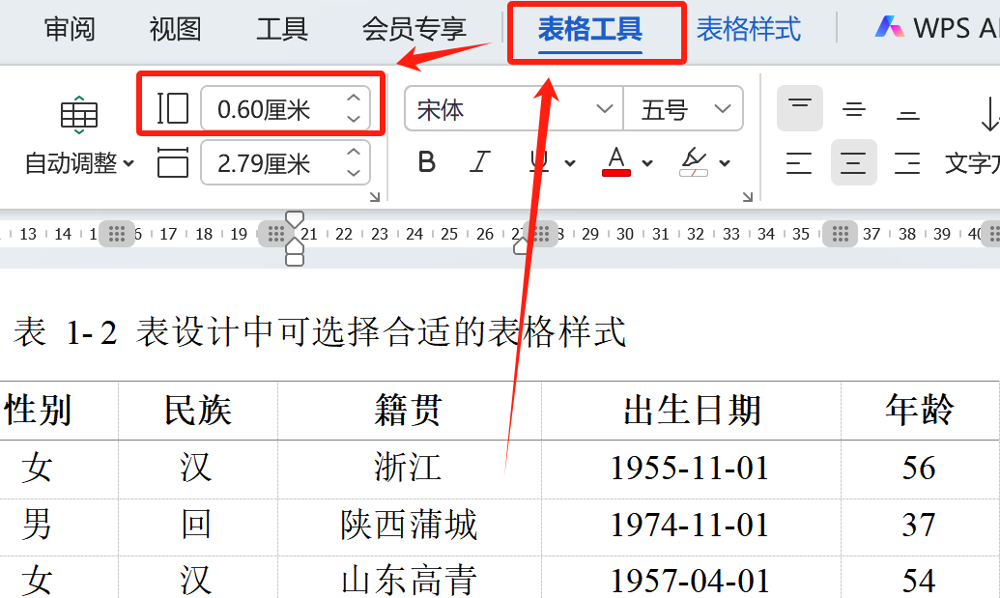 审阅 视图 工具 会员专享 表格工具 表格样式 WPS A
0.60厘米 宋体 五号
自动调整 2.79厘米 B I U A 文字
13 14 1 6 17 18 19 21 22 23 24 25 26 27 8 29 30 31 32 33 34 35 37 38 39 40
表 1-2 表设计中可选择合适的表格样式
性别 民族 籍贯 出生日期 年龄
女 汉 浙江 1955-11-01 56
男 回 陕西蒲城 1974-11-01 37
女 汉 山东高青 1957-04-01 54